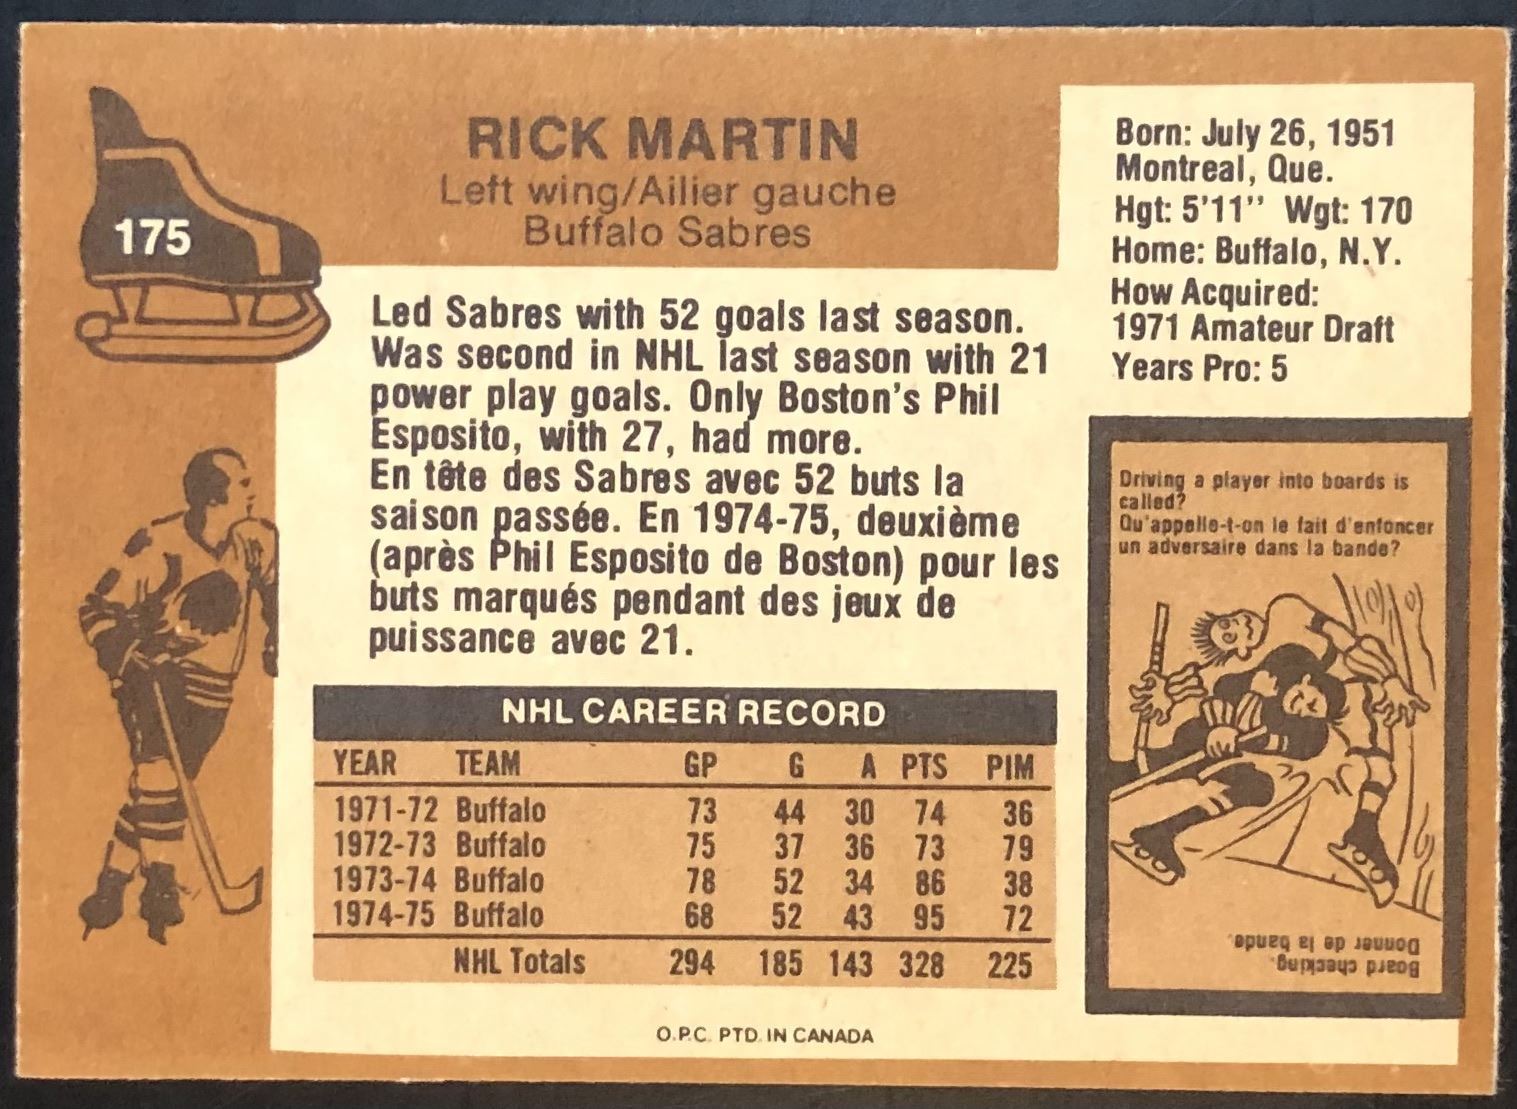 175
RICK MARTIN
Left wing/Ailier gauche
Buffalo Sabres
Born: July 26, 1951
Montreal, Que.
Hgt: 5'11" Wgt: 170
Home: Buffalo, N.Y.
How Acquired:
1971 Amateur Draft
Years Pro: 5
Led Sabres with 52 goals last season.
Was second in NHL last season with 21
power play goals. Only Boston's Phil
Esposito, with 27, had more.
En tête des Sabres avec 52 buts la
saison passée. En 1974-75, deuxième
(après Phil Esposito de Boston) pour les
buts marqués pendant des jeux de
puissance avec 21.
NHL CAREER RECORD
YEAR TEAM GP G A PTS PIM
1971-72 Buffalo 73 44 30 74 36
1972-73 Buffalo 75 37 36 73 79
1973-74 Buffalo 78 52 34 86 38
1974-75 Buffalo 68 52 43 95 72
NHL Totals 294 185 143 328 225
O.P.C. PTD. IN CANADA
Driving a player into boards is
called?
Qu'appelle-t-on le fait d'enfoncer
un adversaire dans la bande?
Board checking.
Donner de la bande.